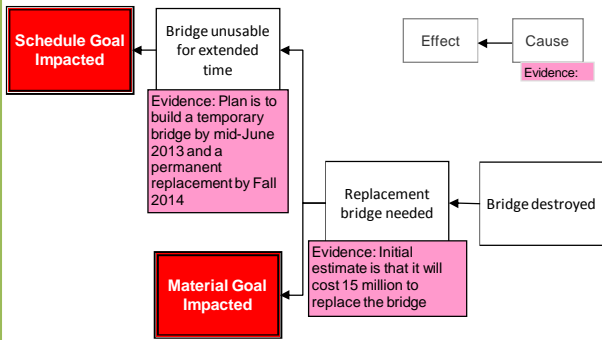 Schedule Goal
Impacted
Bridge unusable
for extended
time
Evidence: Plan is to
build a temporary
bridge by mid-June
2013 and a
permanent
replacement by Fall
2014
Effect
Cause
Evidence:
Replacement
bridge needed
Evidence: Initial
estimate is that it will
cost 15 million to
replace the bridge
Bridge destroyed
Material Goal
Impacted